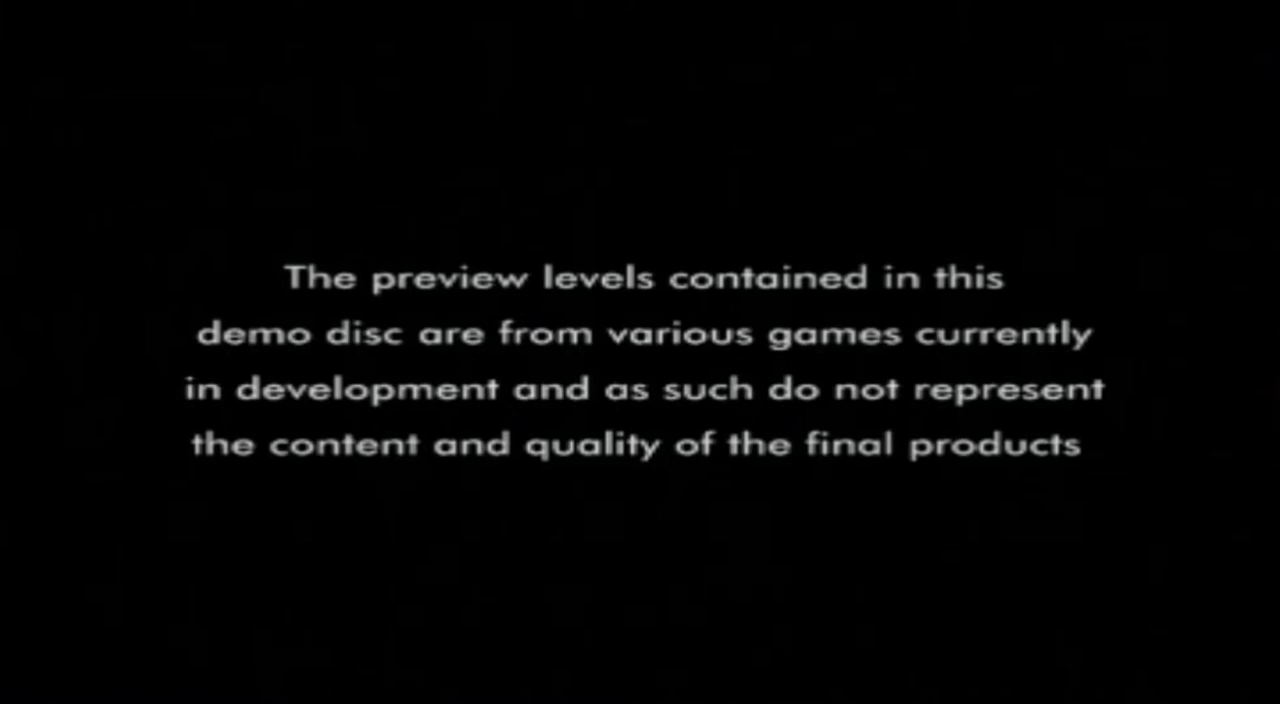 The preview levels contained in this
demo disc are from various games currently
in development and as such do not represent
the content and quality of the final products